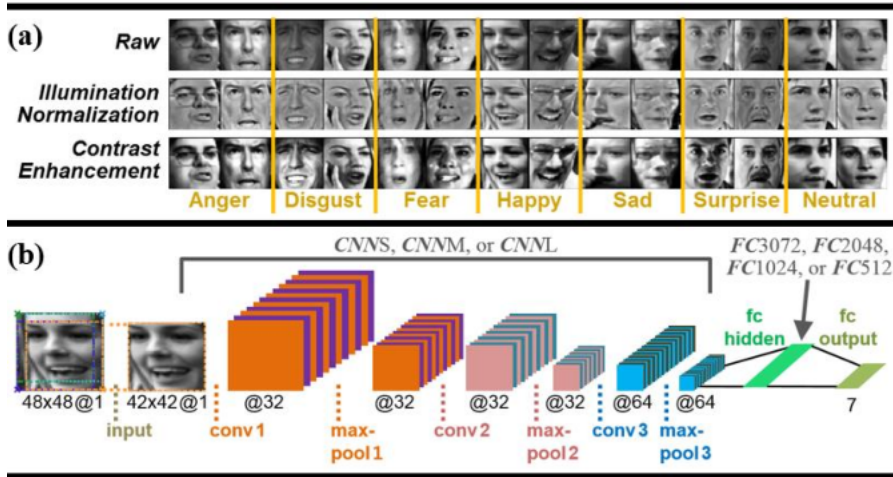 (a)
Raw
Illumination
Normalization
Contrast
Enhancement
Anger Disgust Fear Happy Sad Surprise Neutral
(b)
CNNS, CNNM, or CNNL
FC3072, FC2048,
FC1024, or FC512
fc
hidden
fc
output
48x48@1 42x42@1 @32 @32 @32 @32 @64 @64 7
input
conv1
max-
pool1
conv2
max-
pool2
conv3
max-
pool3